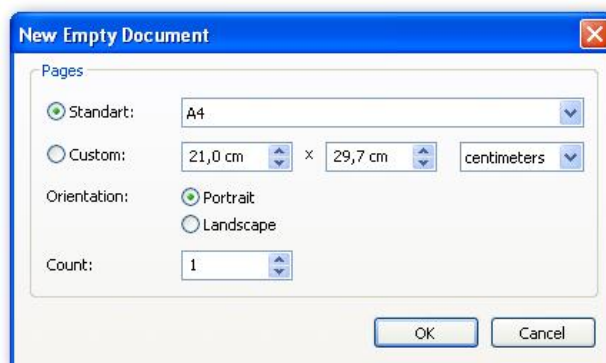 New Empty Document
Pages
Standart: A4
Custom: 21,0 cm x 29,7 cm centimeters
Orientation: Portrait
Landscape
Count: 1
OK Cancel